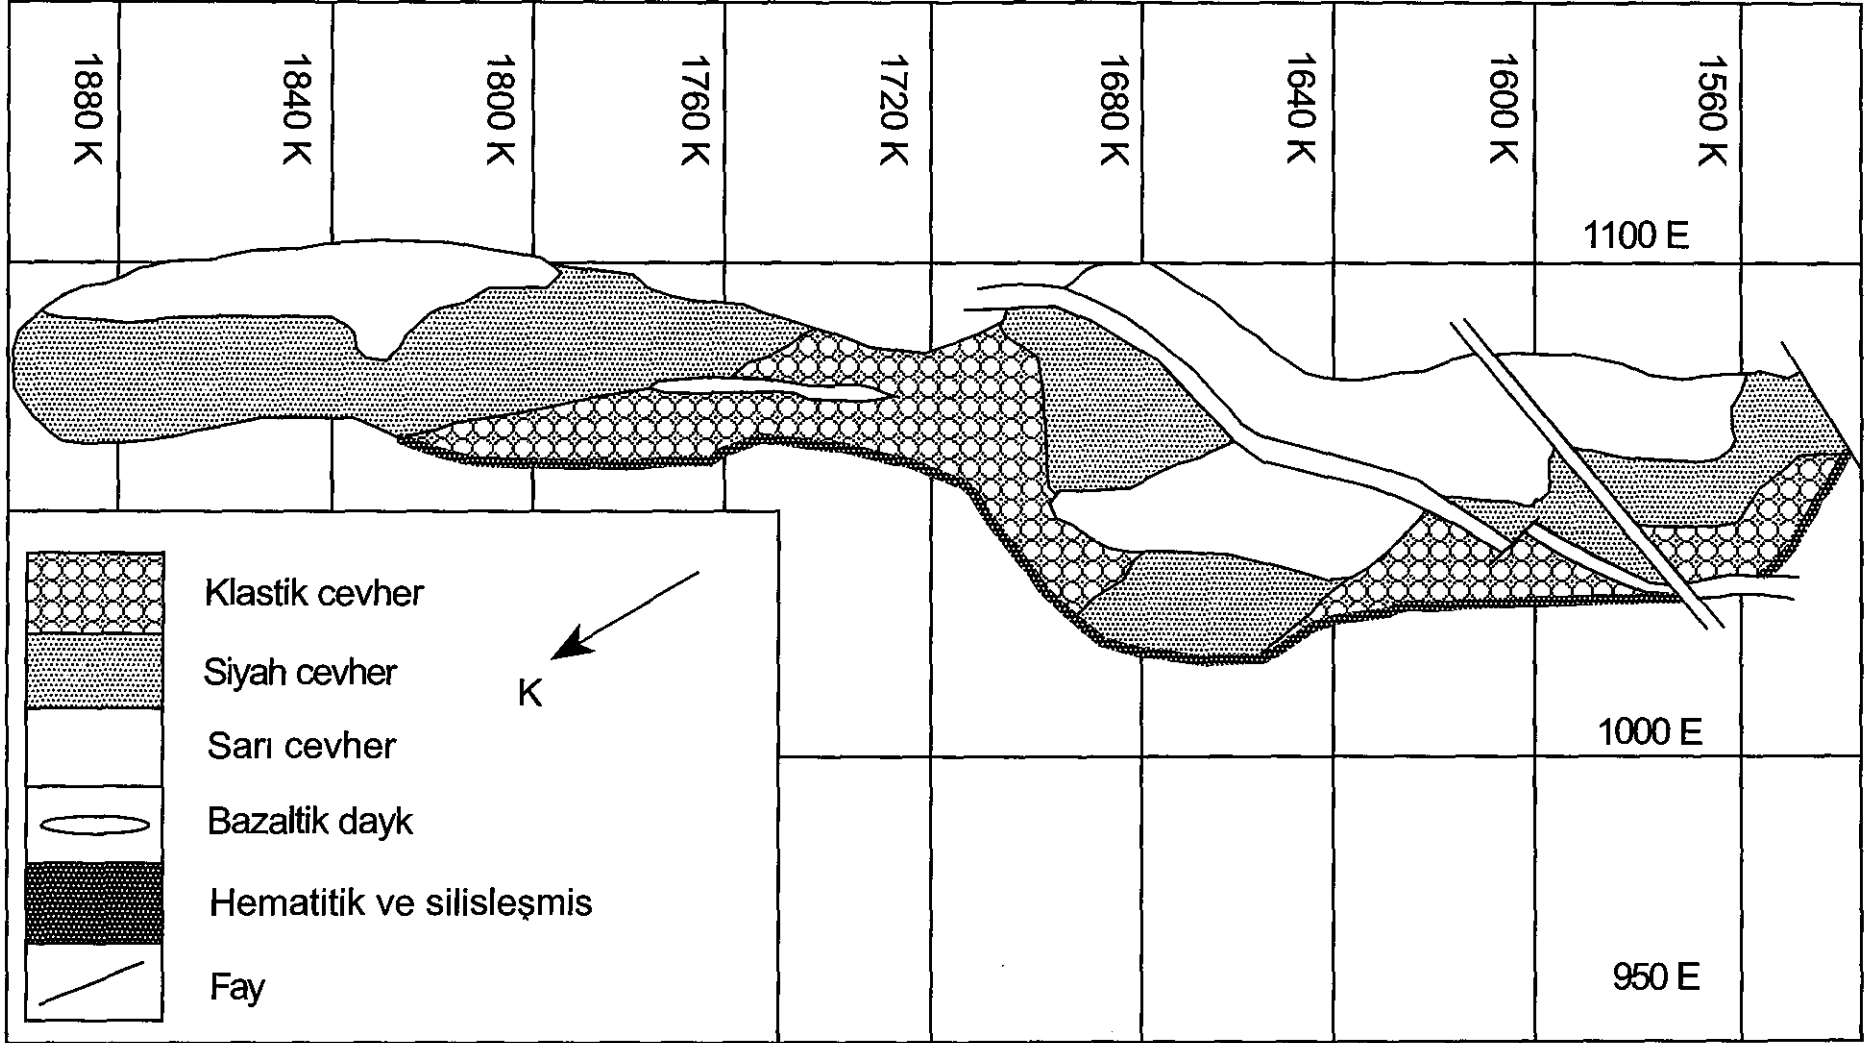 1880 K
1840 K
1800 K
1760 K
1720 K
1680 K
1640 K
1600 K
1560 K
1100 E
1000 E
950 E
Klastik cevher
Siyah cevher
Sarı cevher
Bazaltik dayk
Hematitik ve silisleşmis
Fay
K